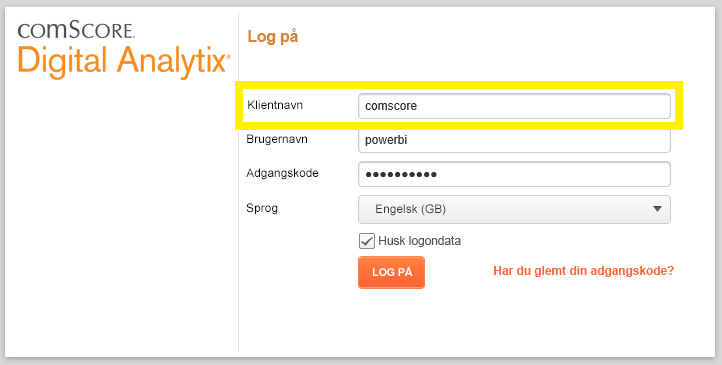 comScore.
Digital Analytix®
Log på
Klientnavn comscore
Brugernavn powerbi
Adgangskode ●●●●●●●●●●
Sprog Engelsk (GB)
Husk logondata
LOG PÅ Har du glemt din adgangskode?